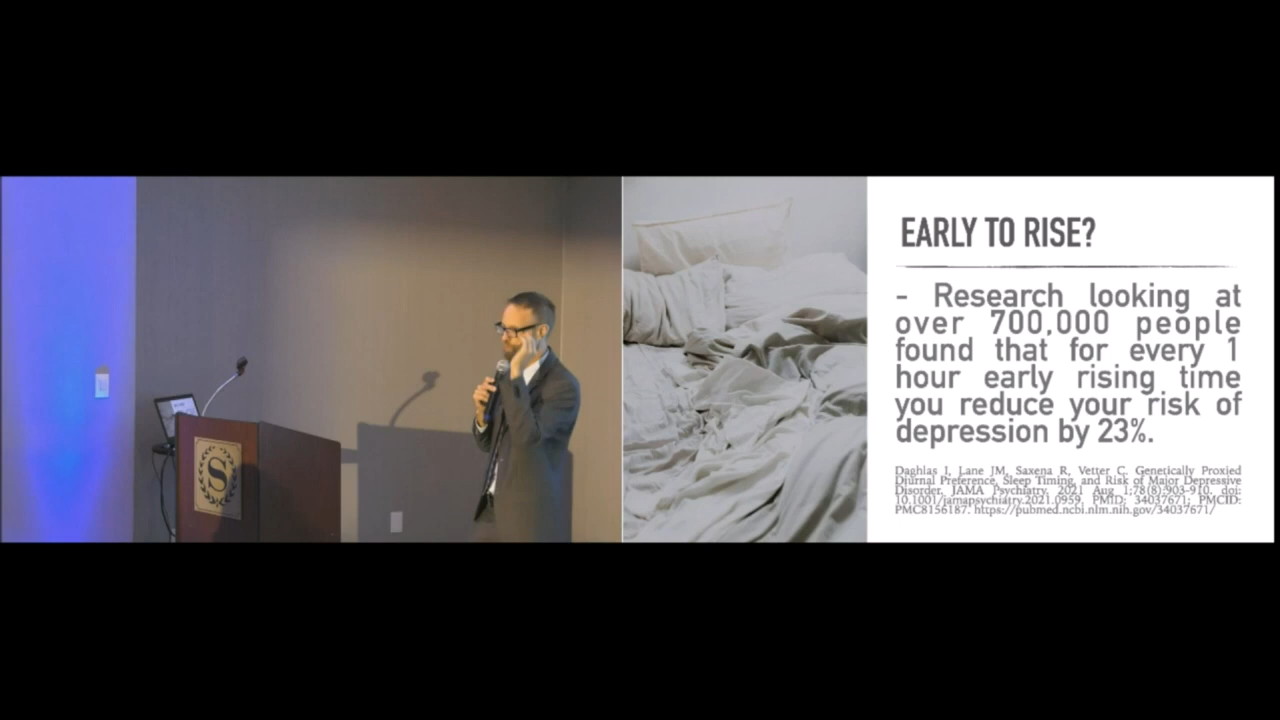 S
EARLY TO RISE?
- Research looking at
over 700,000 people
found that for every 1
hour early rising time
you reduce your risk of
depression by 23%.
Daghlas I, Lane JM, Saxena R, Vetter C. Genetically Proxied
Diurnal Preference, Sleep Timing, and Risk of Major Depressive
Disorder. JAMA Psychiatry. 2021 Aug 1;78(8):903-910. doi:
10.1001/jamapsychiatry.2021.0959. PMID: 34037671; PMCID:
PMC8156187. https://pubmed.ncbi.nlm.nih.gov/34037671/